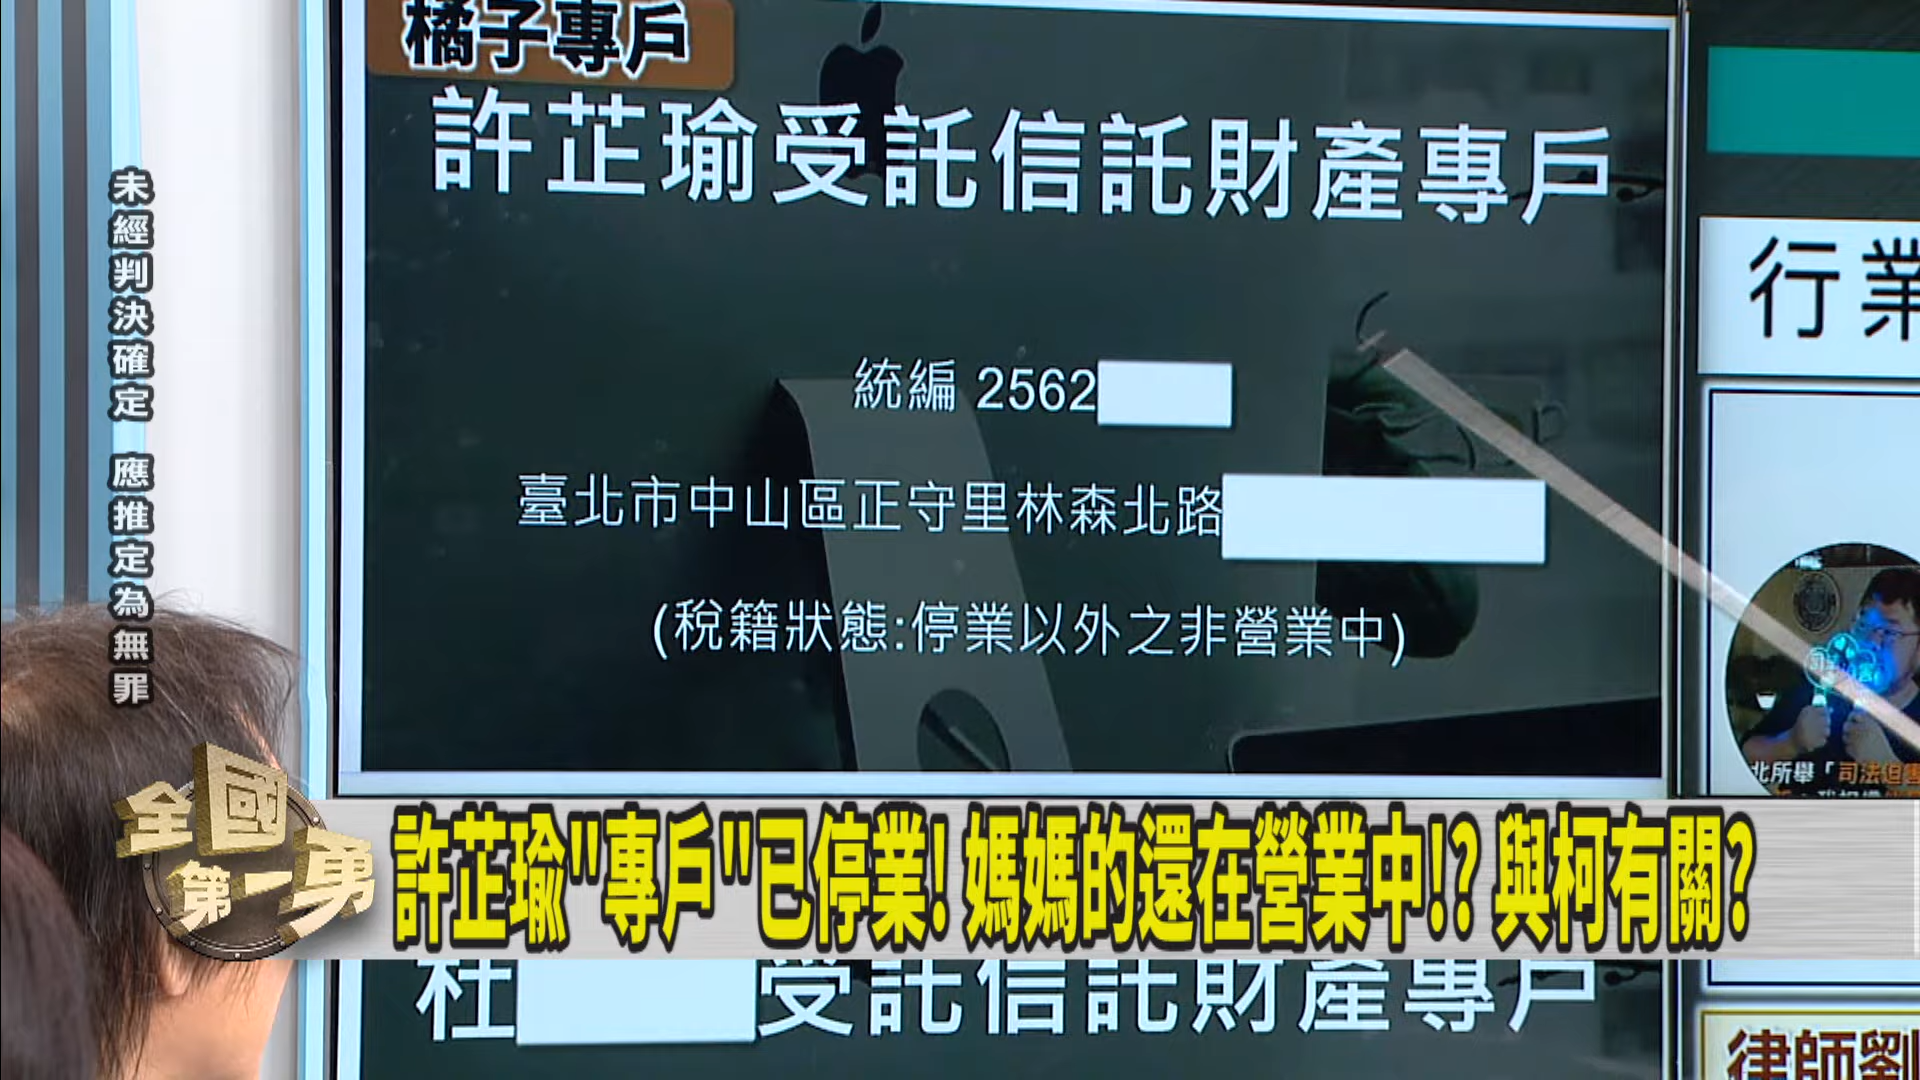 橘子專戶
許芷瑜受託信託財產專戶
統編 2562
臺北市中山區正守里林森北路
(稅籍狀態:停業以外之非營業中)
未經判決確定 應推定為無罪
行業
北所舉「司法迫害
全國第一勇
許芷瑜"專戶"已停業! 媽媽的還在營業中!? 與柯有關?
杜 受託信託財產專戶
律師劉